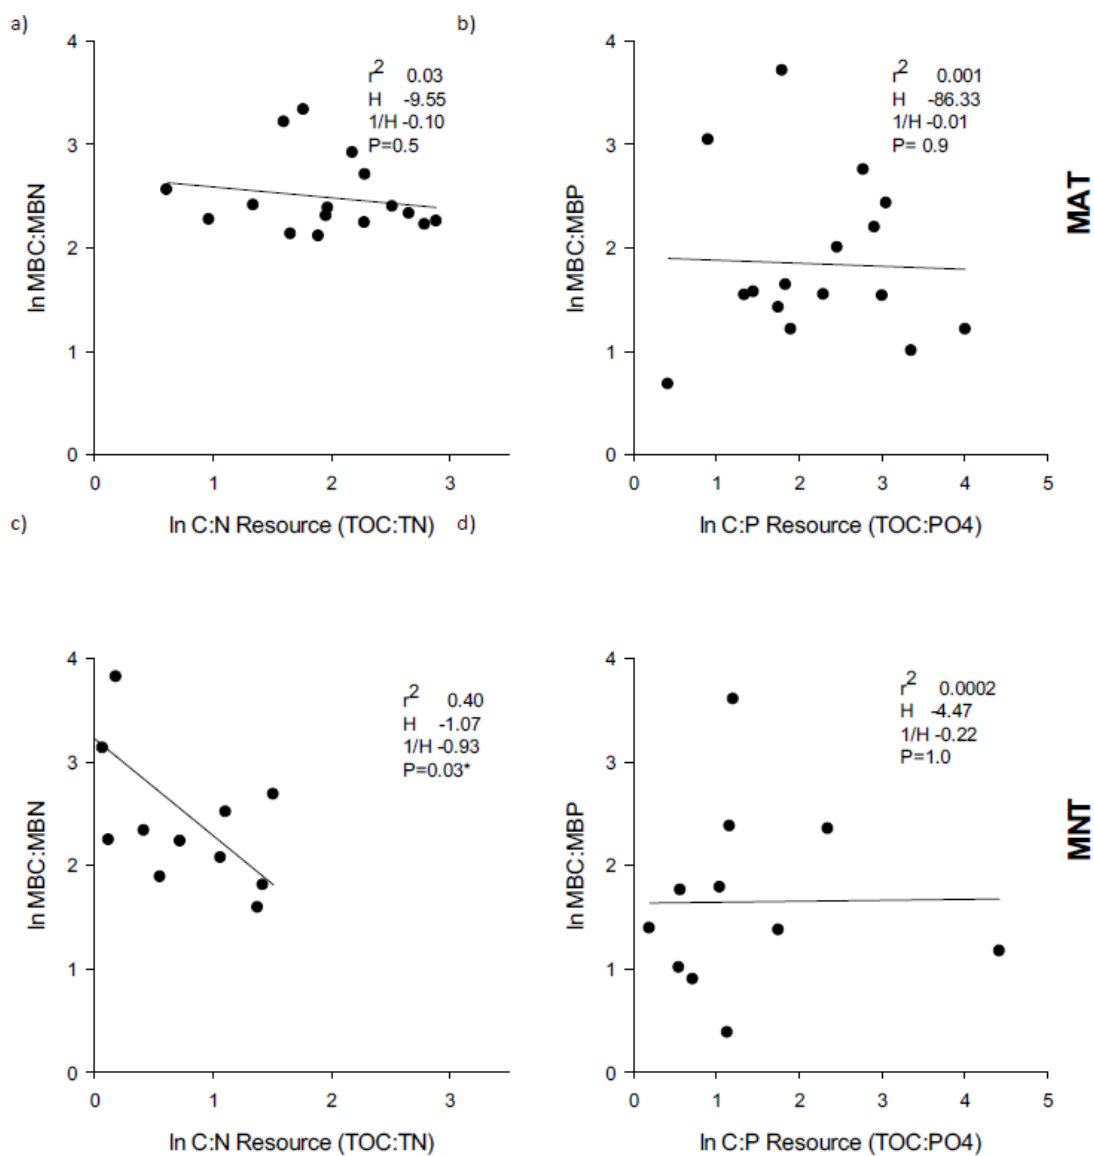 a)
4
3
2
1
0
ln MBC:MBN
r2 0.03
H -9.55
1/H -0.10
P=0.5
0 1 2 3
ln C:N Resource (TOC:TN)
b)
4
3
2
1
0
ln MBC:MBP
r2 0.001
H -86.33
1/H -0.01
P= 0.9
0 1 2 3 4 5
ln C:P Resource (TOC:PO4)
MAT
c)
4
3
2
1
0
ln MBC:MBN
r2 0.40
H -1.07
1/H -0.93
P=0.03*
0 1 2 3
ln C:N Resource (TOC:TN)
d)
4
3
2
1
0
ln MBC:MBP
r2 0.0002
H -4.47
1/H -0.22
P=1.0
0 1 2 3 4 5
ln C:P Resource (TOC:PO4)
MNT